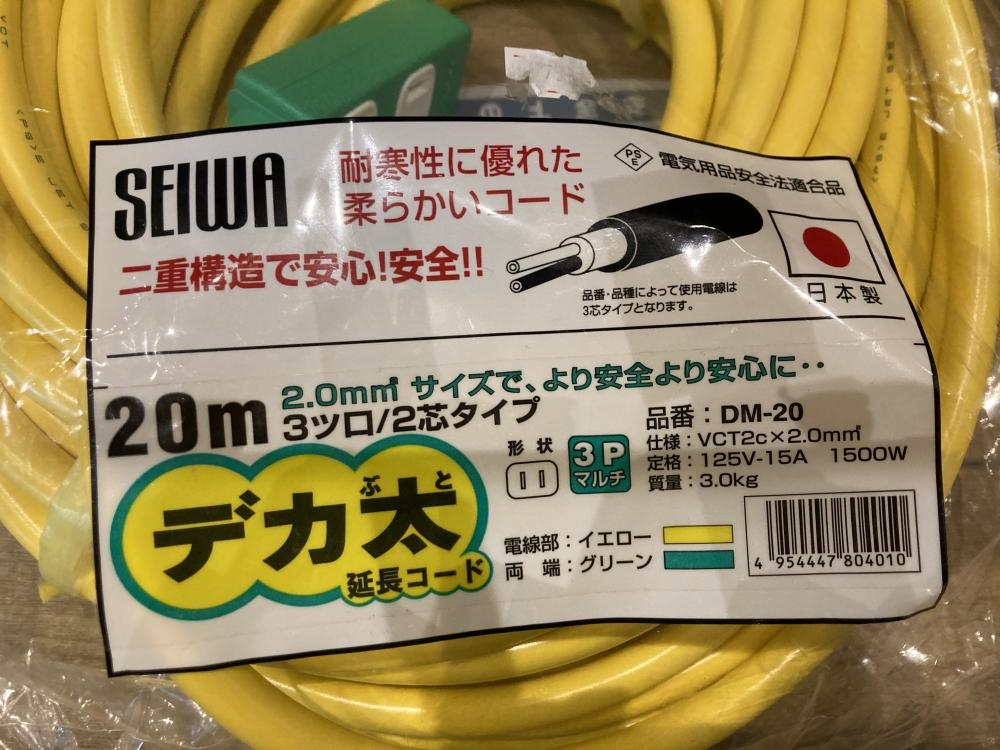 SEIWA
耐寒性に優れた
柔らかいコード
二重構造で安心!安全!!
PS
E
電気用品安全法適合品
品番・品種によって使用電線は
3芯タイプとなります。
日本製
20m
2.0mm² サイズで、より安全より安心に‥
3ツ口/2芯タイプ
デカ太
ぶと
延長コード
形状
3P
マルチ
品番:DM-20
仕様:VCT2c×2.0mm²
定格:125V-15A 1500W
質量:3.0kg
電線部:イエロー
両端:グリーン
4 954447 804010
VCT